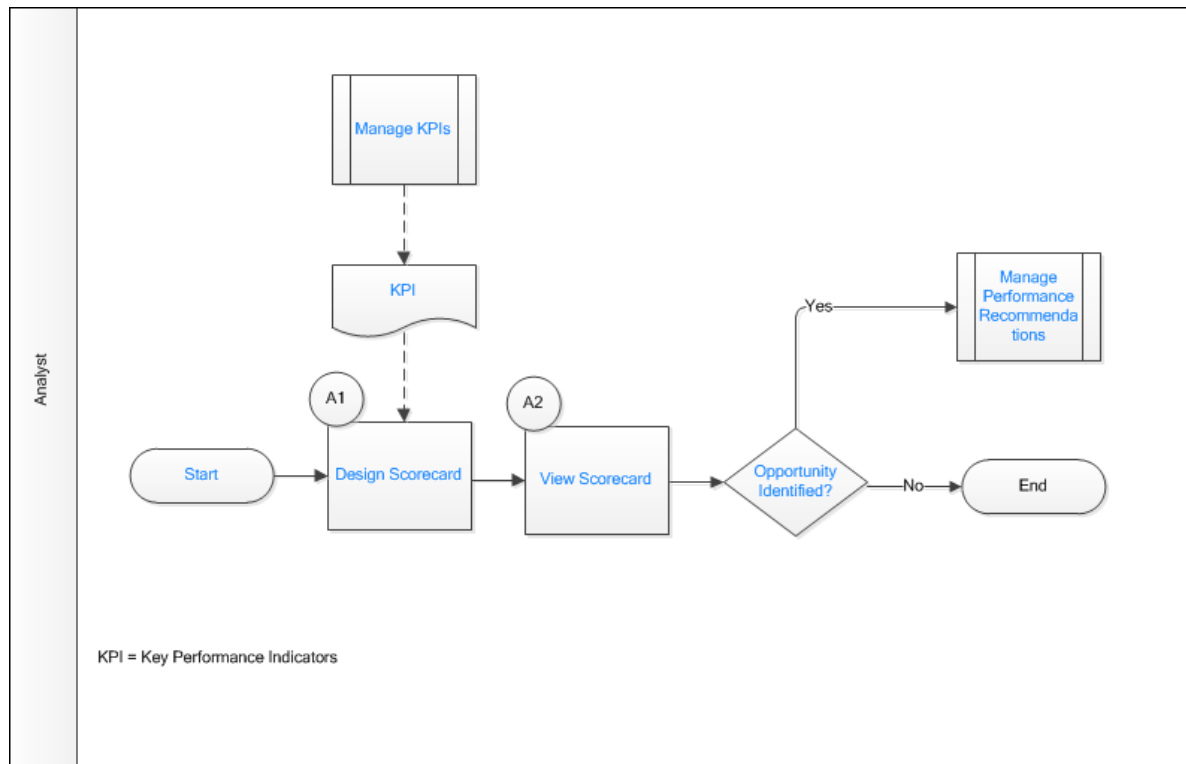 Analyst
Manage KPIs
KPI
A1
A2
Start
Design Scorecard
View Scorecard
Opportunity
Identified?
Yes
Manage
Performance
Recommenda
tions
No
End
KPI = Key Performance Indicators